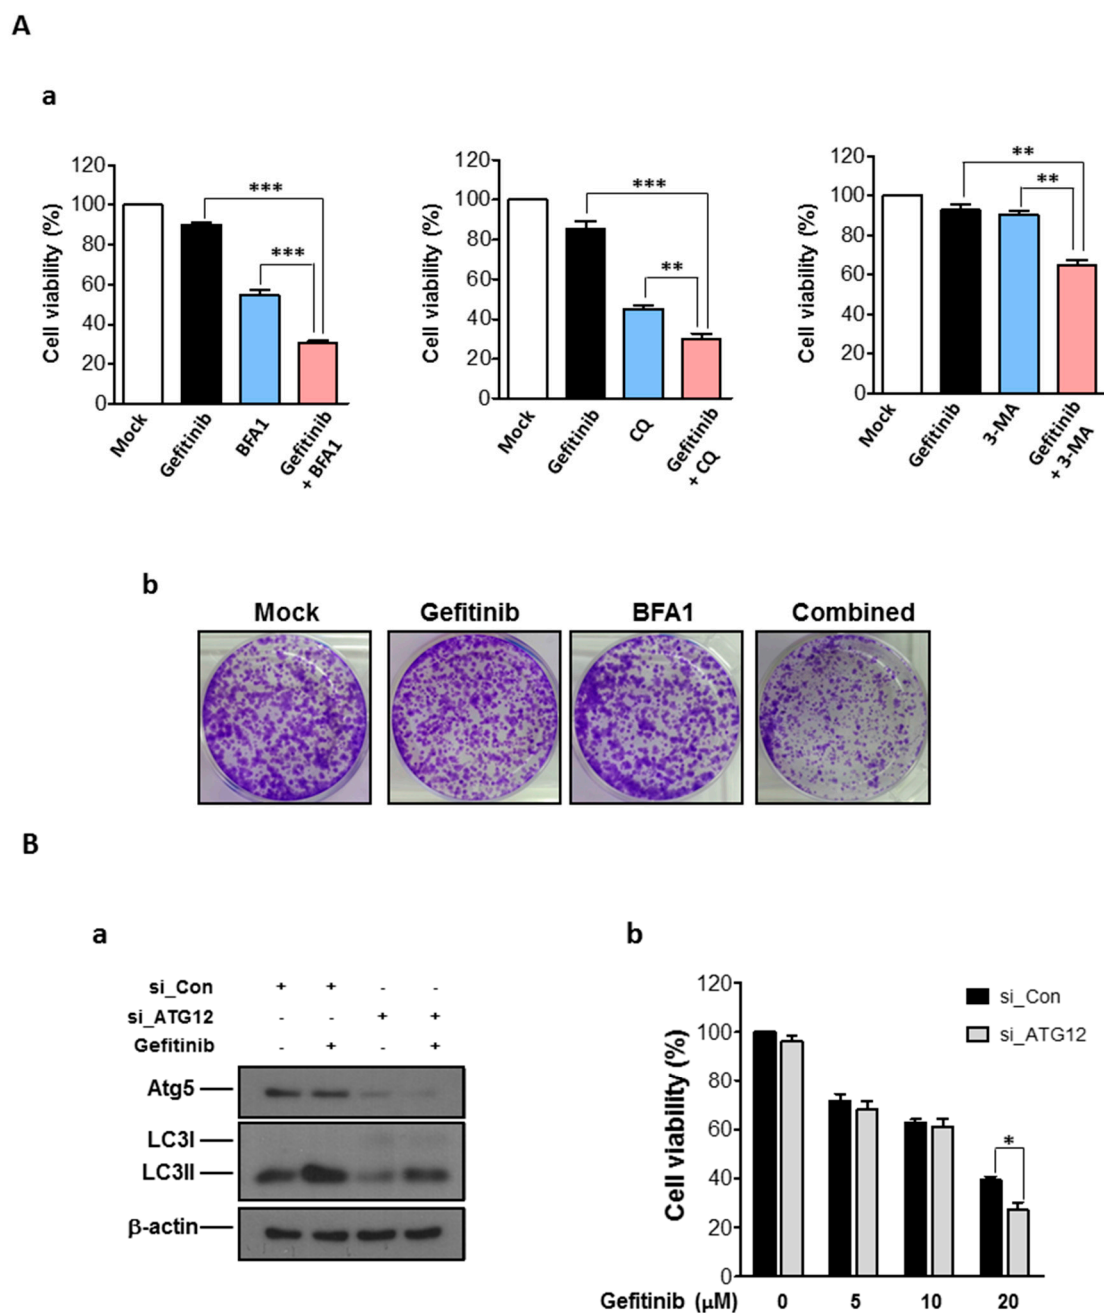 A
a
Cell viability (%)
120
100
80
60
40
20
0
***
***
Mock
Gefitinib
BFA1
Gefitinib
+ BFA1
Cell viability (%)
120
100
80
60
40
20
0
***
**
Mock
Gefitinib
CQ
Gefitinib
+ CQ
Cell viability (%)
120
100
80
60
40
20
0
**
**
Mock
Gefitinib
3-MA
Gefitinib
+ 3-MA
b
Mock Gefitinib BFA1 Combined
B
a
si_Con + + - -
si_ATG12 - - + +
Gefitinib - + - +
Atg5
LC3I
LC3II
β-actin
b
Cell viability (%)
120
100
80
60
40
20
0
si_Con
si_ATG12
*
Gefitinib (μM) 0 5 10 20